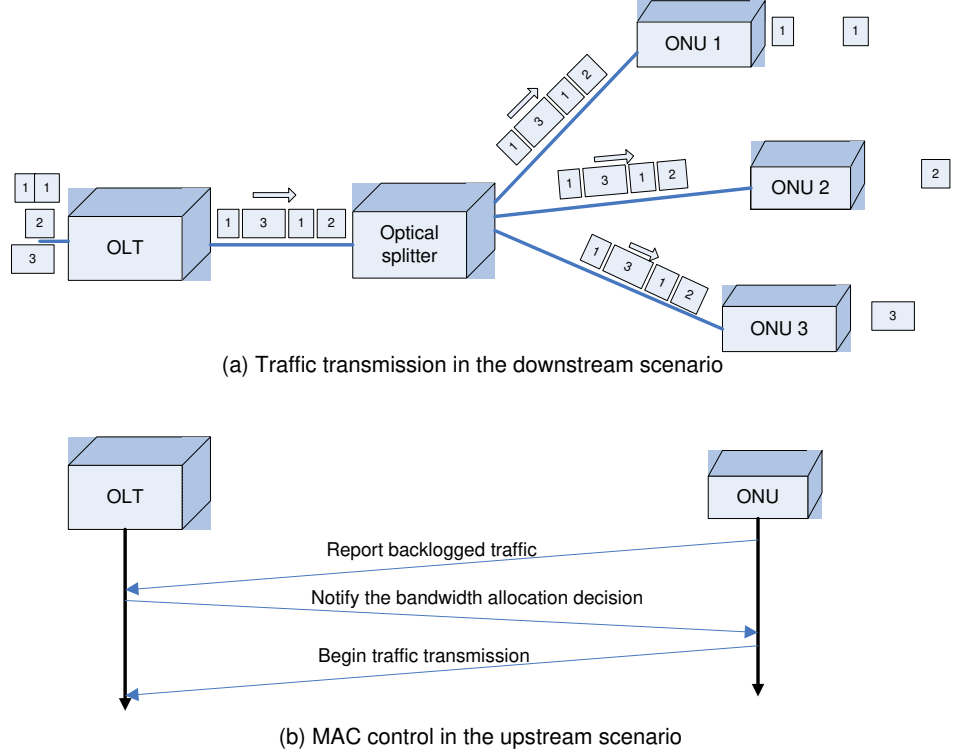 ONU 1
1 1
1 3 1 2
1 1
2
3
OLT
1 3 1 2
Optical
splitter
1 3 1 2
ONU 2
2
1 3 1 2
ONU 3
3
(a) Traffic transmission in the downstream scenario
OLT
ONU
Report backlogged traffic
Notify the bandwidth allocation decision
Begin traffic transmission
(b) MAC control in the upstream scenario